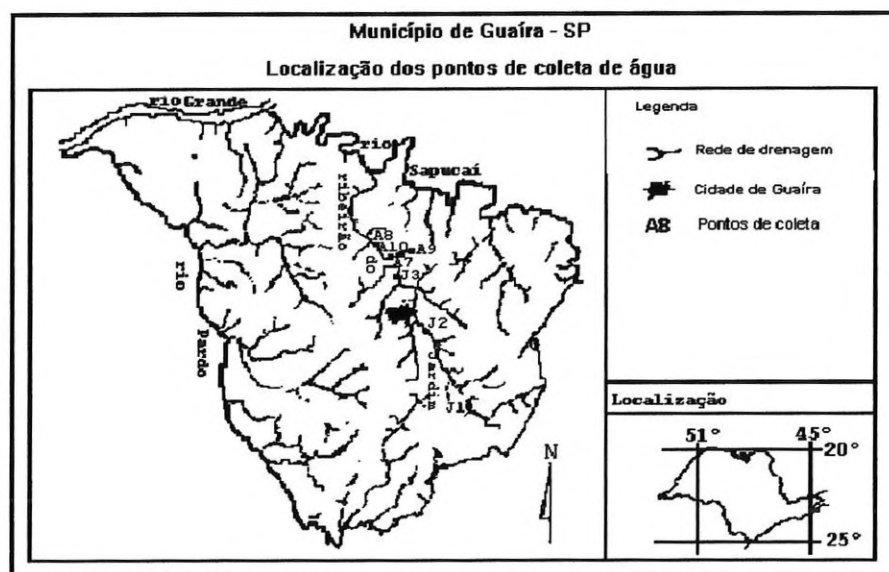 Município de Guaíra - SP
Localização dos pontos de coleta de água
rio Grande
rio
Sapucaí
ribeirão
do
Jardim
A8
A10
A9
A7
J3
J2
J1
rio
Pardo
N
Legenda
Rede de drenagem
Cidade de Guaíra
A8 Pontos de coleta
Localização
51° 45°
20°
25°